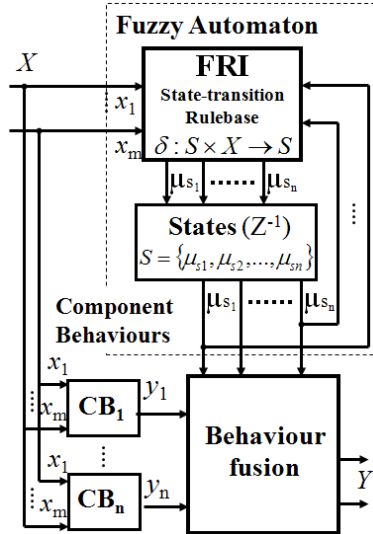 Fuzzy Automaton
X
FRI
State-transition
Rulebase
δ : S × X → S
x1
xm
μs1 ······ μsn
States (Z-1)
S = {μs1, μs2, ..., μsn}
μs1 ······ μsn
Component
Behaviours
x1
xm
CB1
y1
x1
xm
CBn
yn
Behaviour
fusion
Y